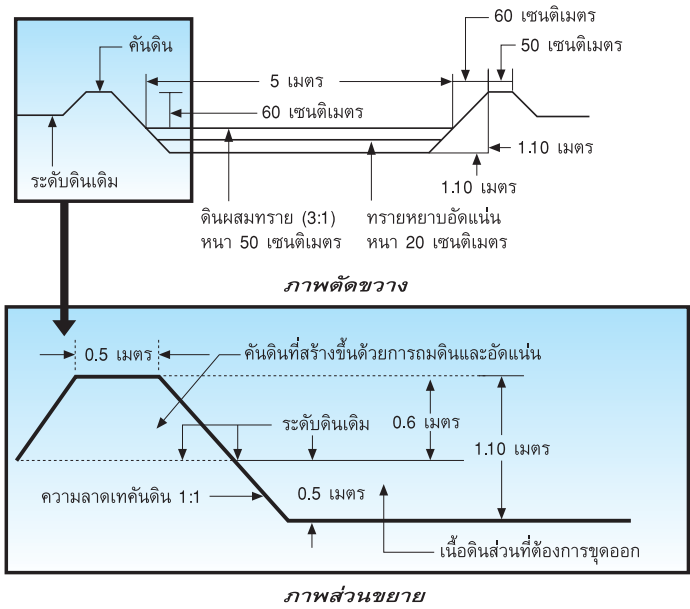 60 เซนติเมตร
50 เซนติเมตร
คันดิน
5 เมตร
60 เซนติเมตร
1.10 เมตร
1.10 เมตร
ระดับดินเดิม
ดินผสมทราย (3:1)
หนา 50 เซนติเมตร
ทรายหยาบอัดแน่น
หนา 20 เซนติเมตร
ภาพตัดขวาง
0.5 เมตร
คันดินที่สร้างขึ้นด้วยการถมดินและอัดแน่น
ระดับดินเดิม
0.6 เมตร
1.10 เมตร
ความลาดเทคันดิน 1:1
0.5 เมตร
เนื้อดินส่วนที่ต้องการขุดออก
ภาพส่วนขยาย